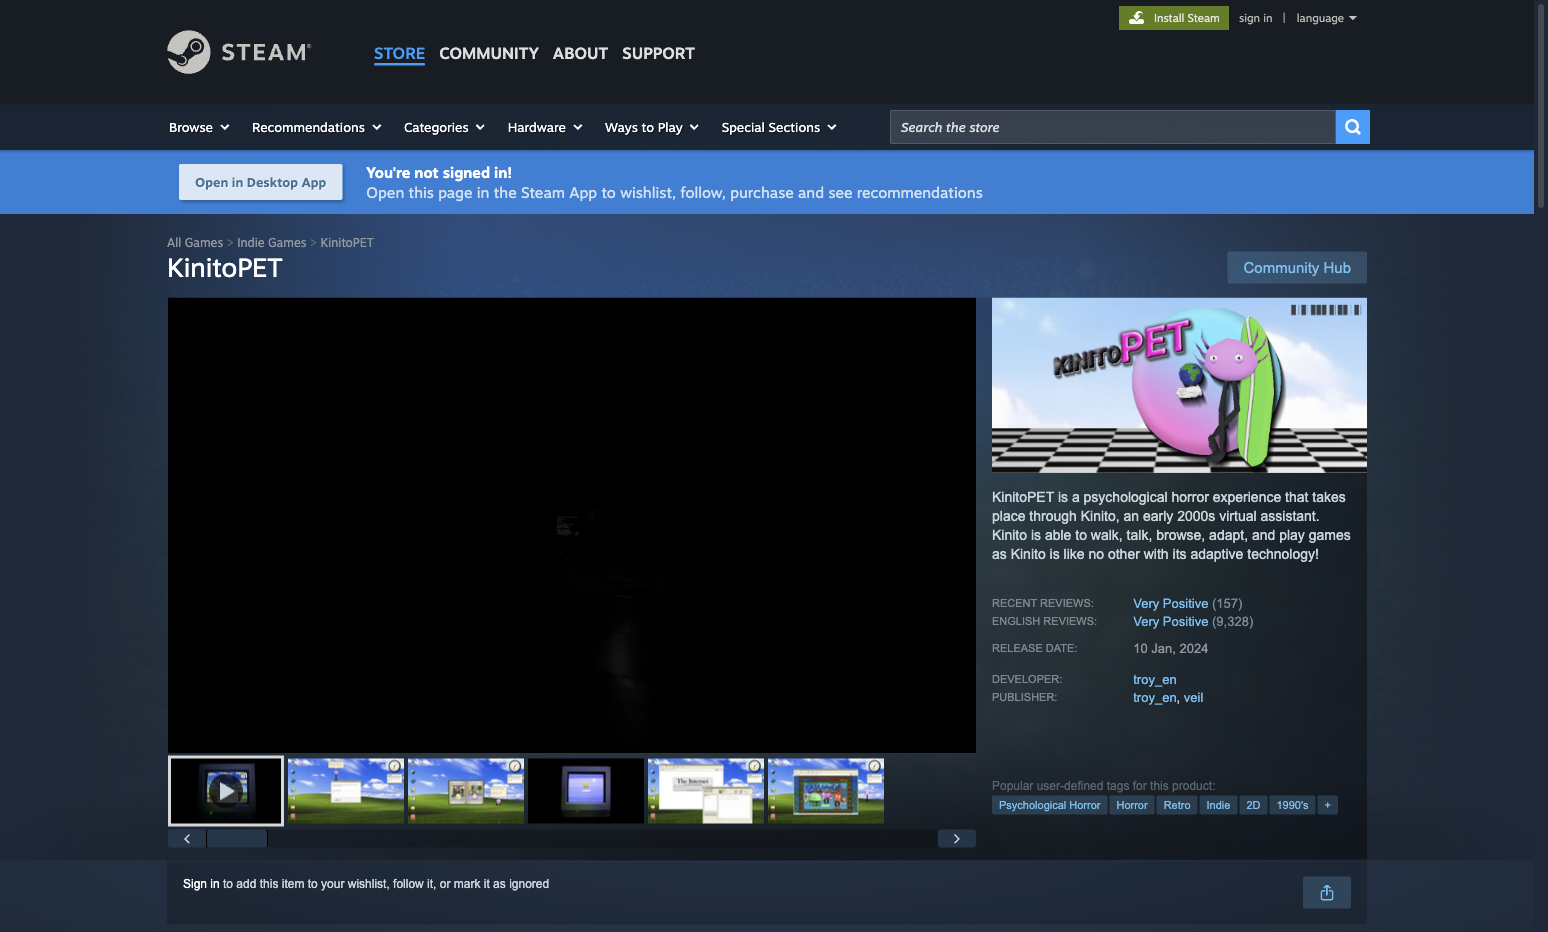 Install Steam
sign in | language
STEAM®
STORE COMMUNITY ABOUT SUPPORT
Browse Recommendations Categories Hardware Ways to Play Special Sections
Search the store
Open in Desktop App
You're not signed in!
Open this page in the Steam App to wishlist, follow, purchase and see recommendations
All Games > Indie Games > KinitoPET
KinitoPET
Community Hub
KINITOPET
KinitoPET is a psychological horror experience that takes
place through Kinito, an early 2000s virtual assistant.
Kinito is able to walk, talk, browse, adapt, and play games
as Kinito is like no other with its adaptive technology!
RECENT REVIEWS: Very Positive (157)
ENGLISH REVIEWS: Very Positive (9,328)
RELEASE DATE: 10 Jan, 2024
DEVELOPER: troy_en
PUBLISHER: troy_en, veil
The Internet
Popular user-defined tags for this product:
Psychological Horror Horror Retro Indie 2D 1990's +
Sign in to add this item to your wishlist, follow it, or mark it as ignored